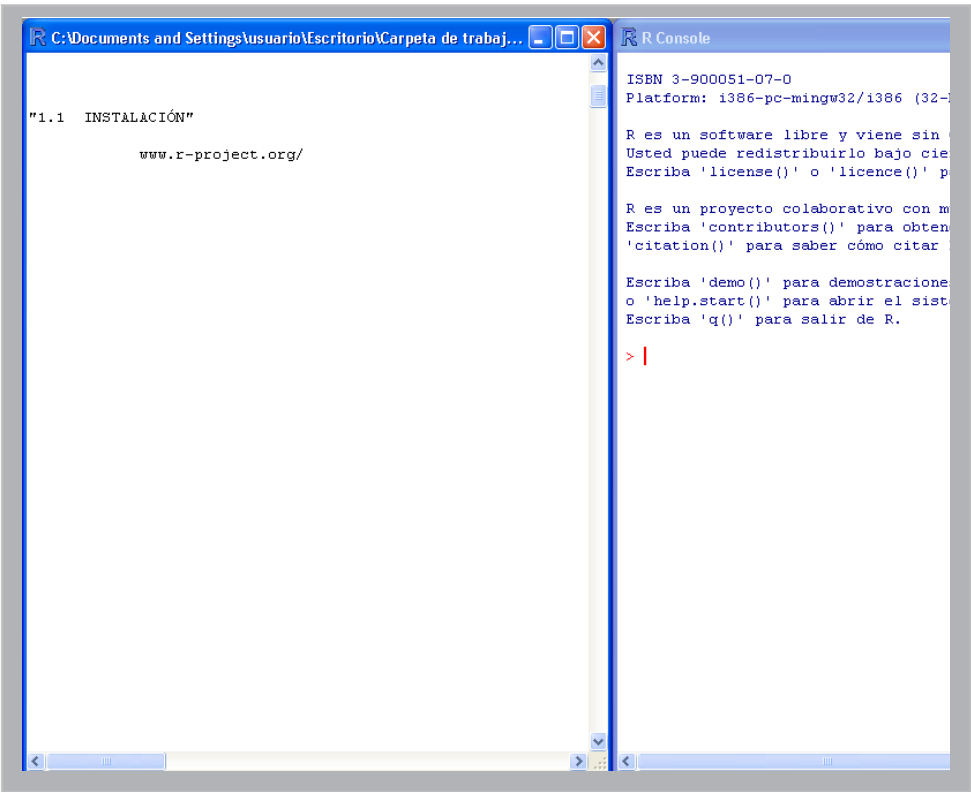 C:\Documents and Settings\usuario\Escritorio\Carpeta de trabaj...
"1.1 INSTALACIÓN"
www.r-project.org/
R Console
ISBN 3-900051-07-0
Platform: i386-pc-mingw32/i386 (32-
R es un software libre y viene sin
Usted puede redistribuirlo bajo cie
Escriba 'license()' o 'licence()' p
R es un proyecto colaborativo con m
Escriba 'contributors()' para obten
'citation()' para saber cómo citar
Escriba 'demo()' para demostracione
o 'help.start()' para abrir el sist
Escriba 'q()' para salir de R.
>